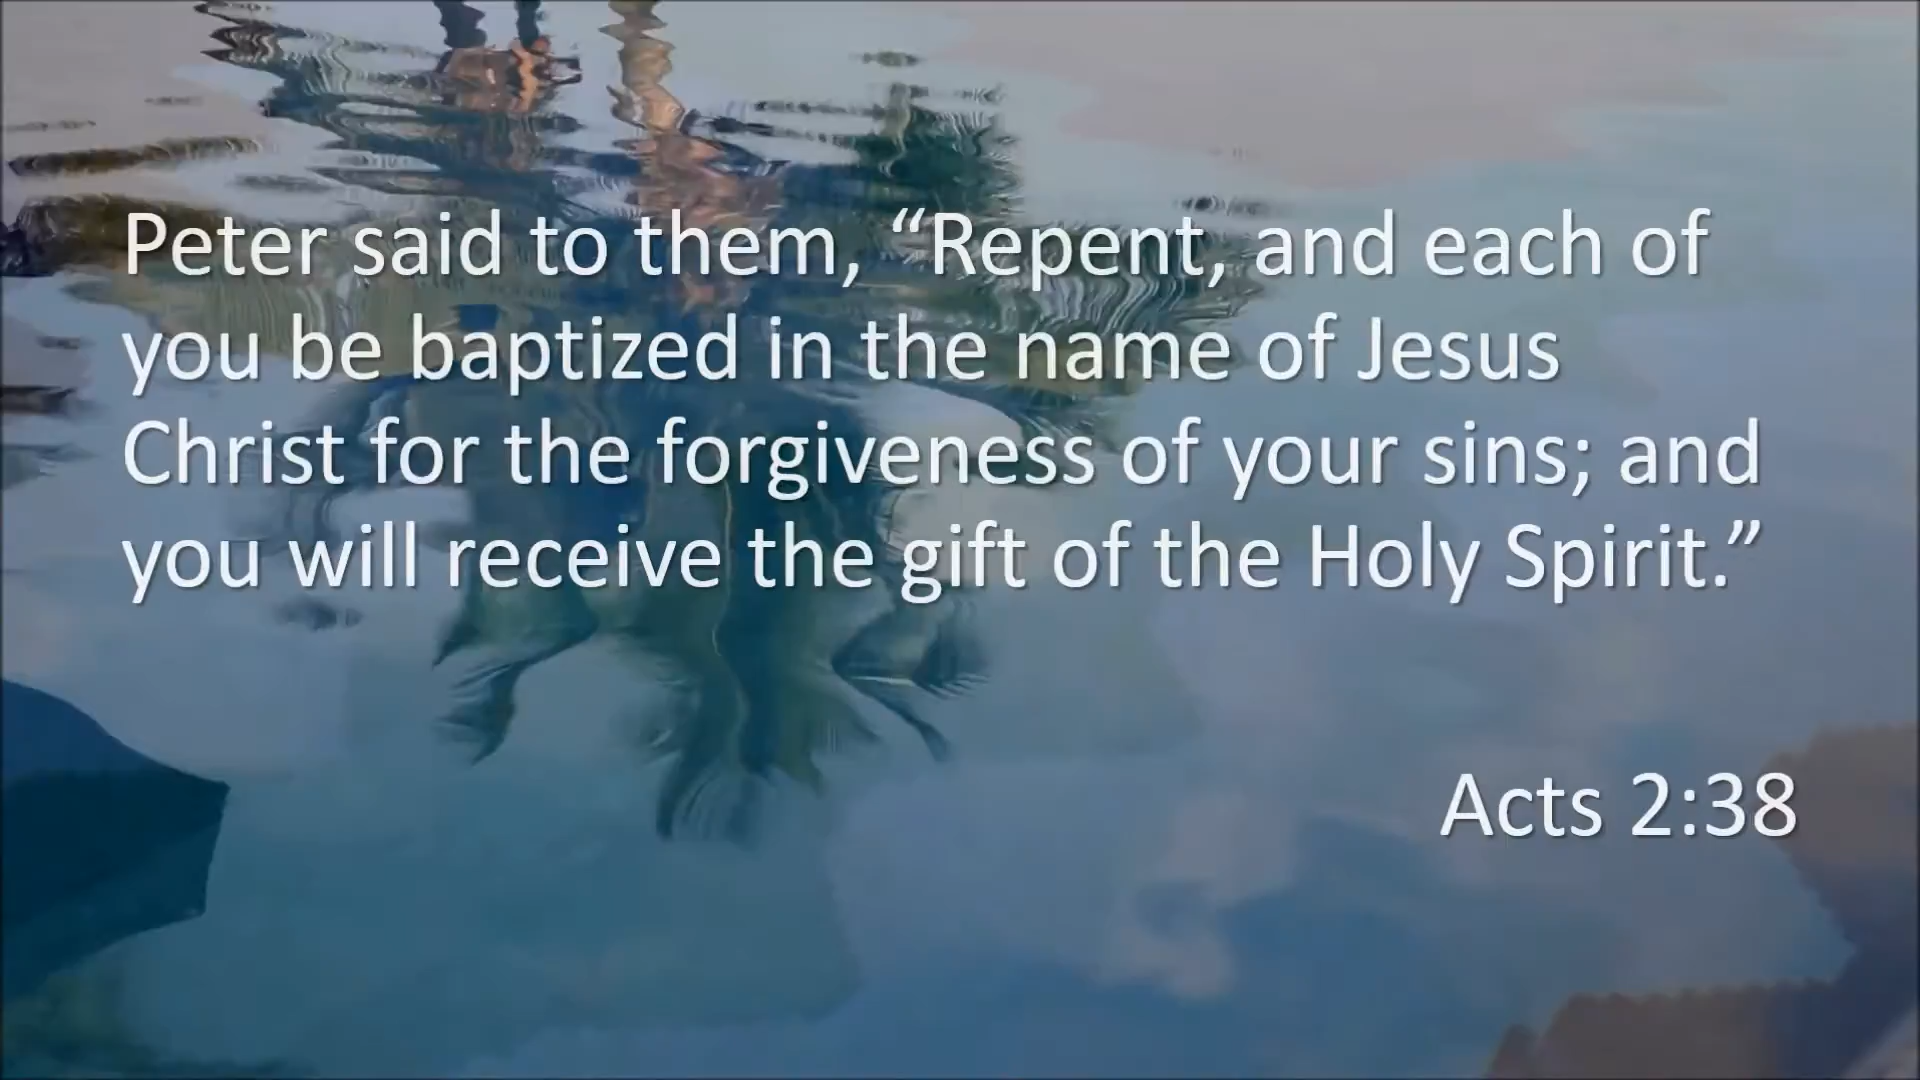 Peter said to them, “Repent, and each of
you be baptized in the name of Jesus
Christ for the forgiveness of your sins; and
you will receive the gift of the Holy Spirit.”
Acts 2:38